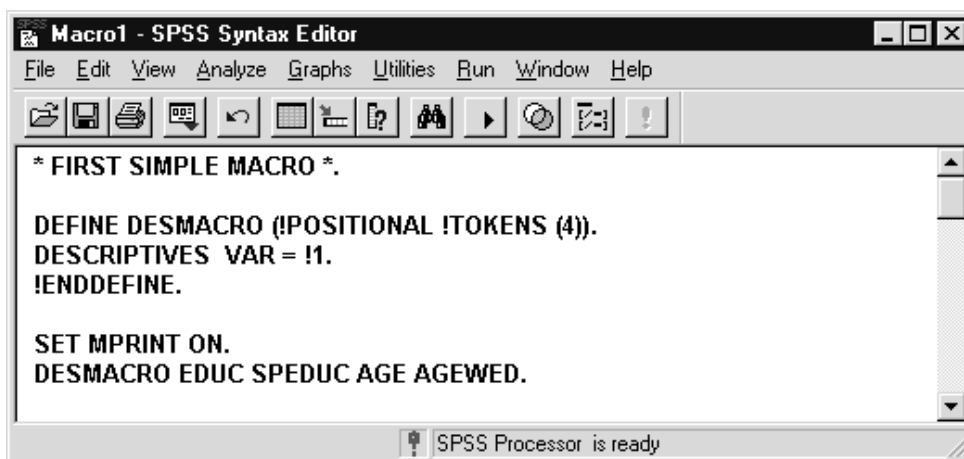 SPSS
Macro1 - SPSS Syntax Editor
File Edit View Analyze Graphs Utilities Run Window Help
* FIRST SIMPLE MACRO *.
DEFINE DESMACRO (!POSITIONAL !TOKENS (4)).
DESCRIPTIVES VAR = !1.
!ENDDEFINE.
SET MPRINT ON.
DESMACRO EDUC SPEDUC AGE AGEWED.
SPSS Processor is ready